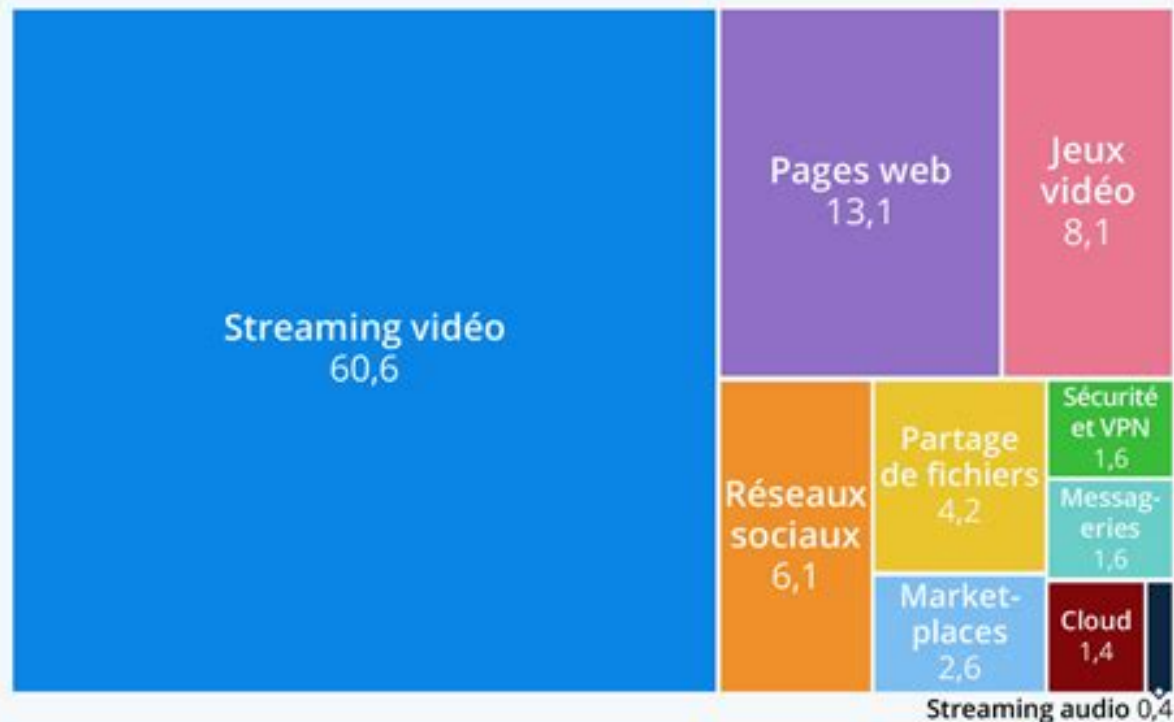 Streaming vidéo
60,6
Pages web
13,1
Jeux
vidéo
8,1
Réseaux
sociaux
6,1
Partage
de fichiers
4,2
Market-
places
2,6
Sécurité
et VPN
1,6
Messag-
eries
1,6
Cloud
1,4
Streaming audio 0,4